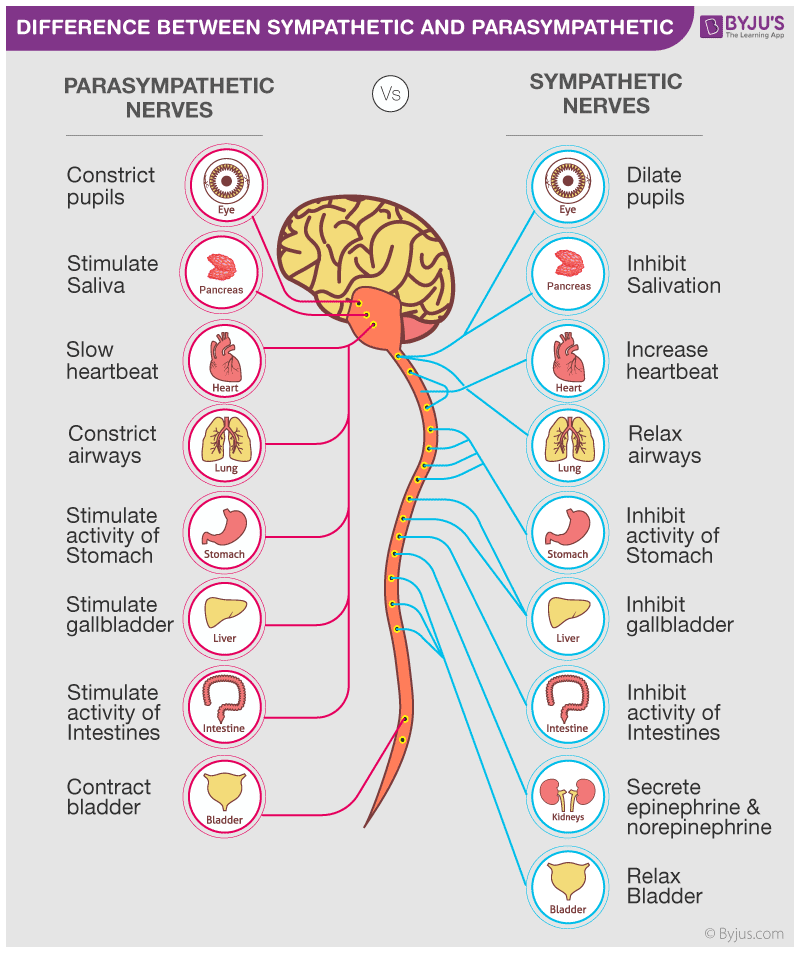 DIFFERENCE BETWEEN SYMPATHETIC AND PARASYMPATHETIC
BYJU'S
The Learning App
PARASYMPATHETIC
NERVES
Vs
SYMPATHETIC
NERVES
Constrict
pupils
Eye
Eye
Dilate
pupils
Stimulate
Saliva
Pancreas
Pancreas
Inhibit
Salivation
Slow
heartbeat
Heart
Heart
Increase
heartbeat
Constrict
airways
Lung
Lung
Relax
airways
Stimulate
activity of
Stomach
Stomach
Stomach
Inhibit
activity of
Stomach
Stimulate
gallbladder
Liver
Liver
Inhibit
gallbladder
Stimulate
activity of
Intestines
Intestine
Intestine
Inhibit
activity of
Intestines
Contract
bladder
Bladder
Kidneys
Secrete
epinephrine &
norepinephrine
Bladder
Relax
Bladder
© Byjus.com